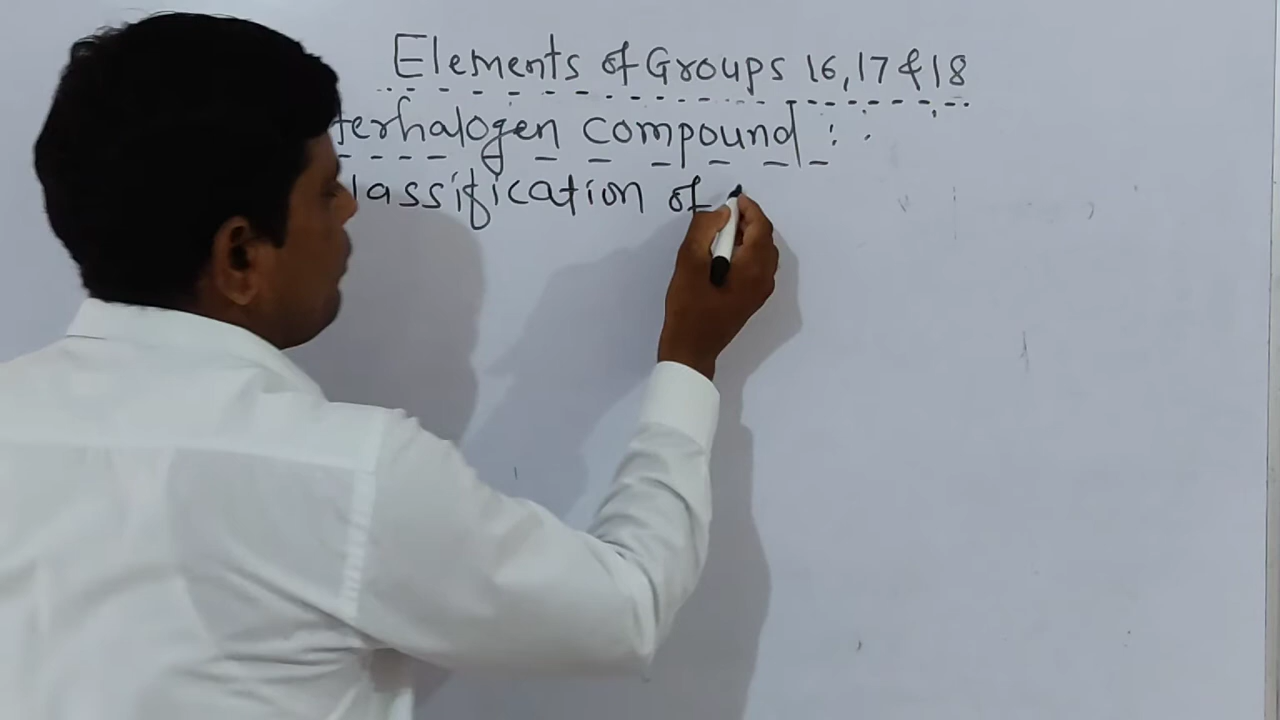 Elements of Groups 16, 17 & 18
terhalogen compound :
lassification of